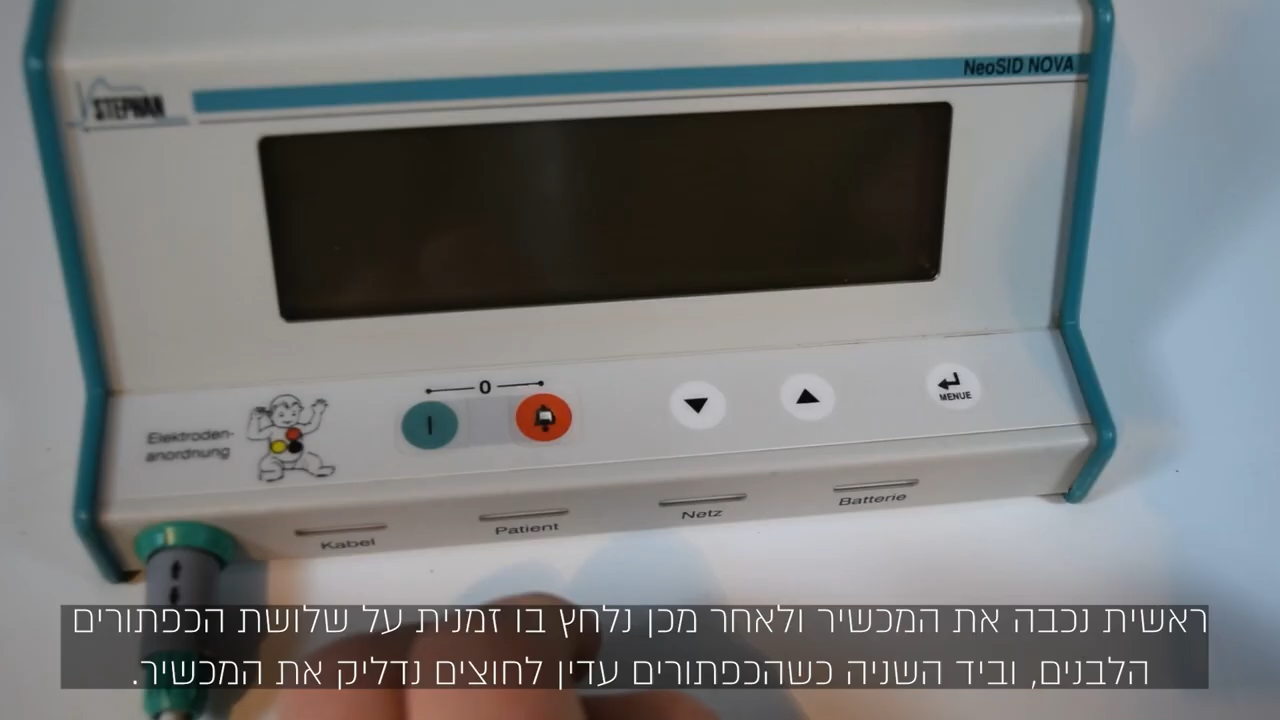 STEPHAN
NeoSID NOVA
0
I
MENUE
Elektroden-
anordnung
Kabel
Patient
Netz
Batterie
ראשית נכבה את המכשיר ולאחר מכן נלחץ בו זמנית על שלושת הכפתורים
הלבנים, וביד השניה כשהכפתורים עדין לחוצים נדליק את המכשיר.